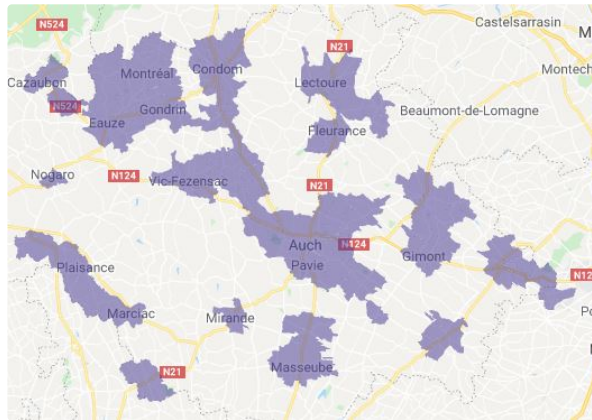 N524
Castelsarrasin
N21
M
Montréal
Condom
Montech
Cazaubon
Lectoure
N524
Gondrin
Beaumont-de-Lomagne
Eauze
Fleurance
Nogaro
N124
Vic-Fezensac
N21
Auch
N124
Gimont
Pavie
Plaisance
N12
Marciac
Mirande
Po
N21
Masseube